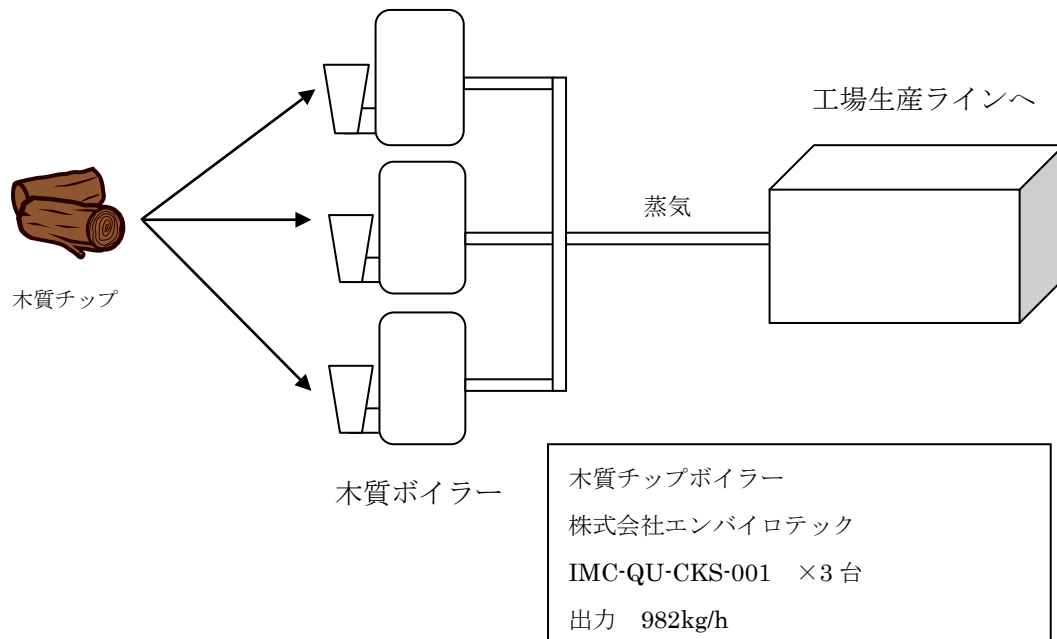 工場生産ラインへ
蒸気
木質チップ
木質ボイラー
木質チップボイラー
株式会社エンバイロテック
IMC-QU-CKS-001 ×3 台
出力 982kg/h